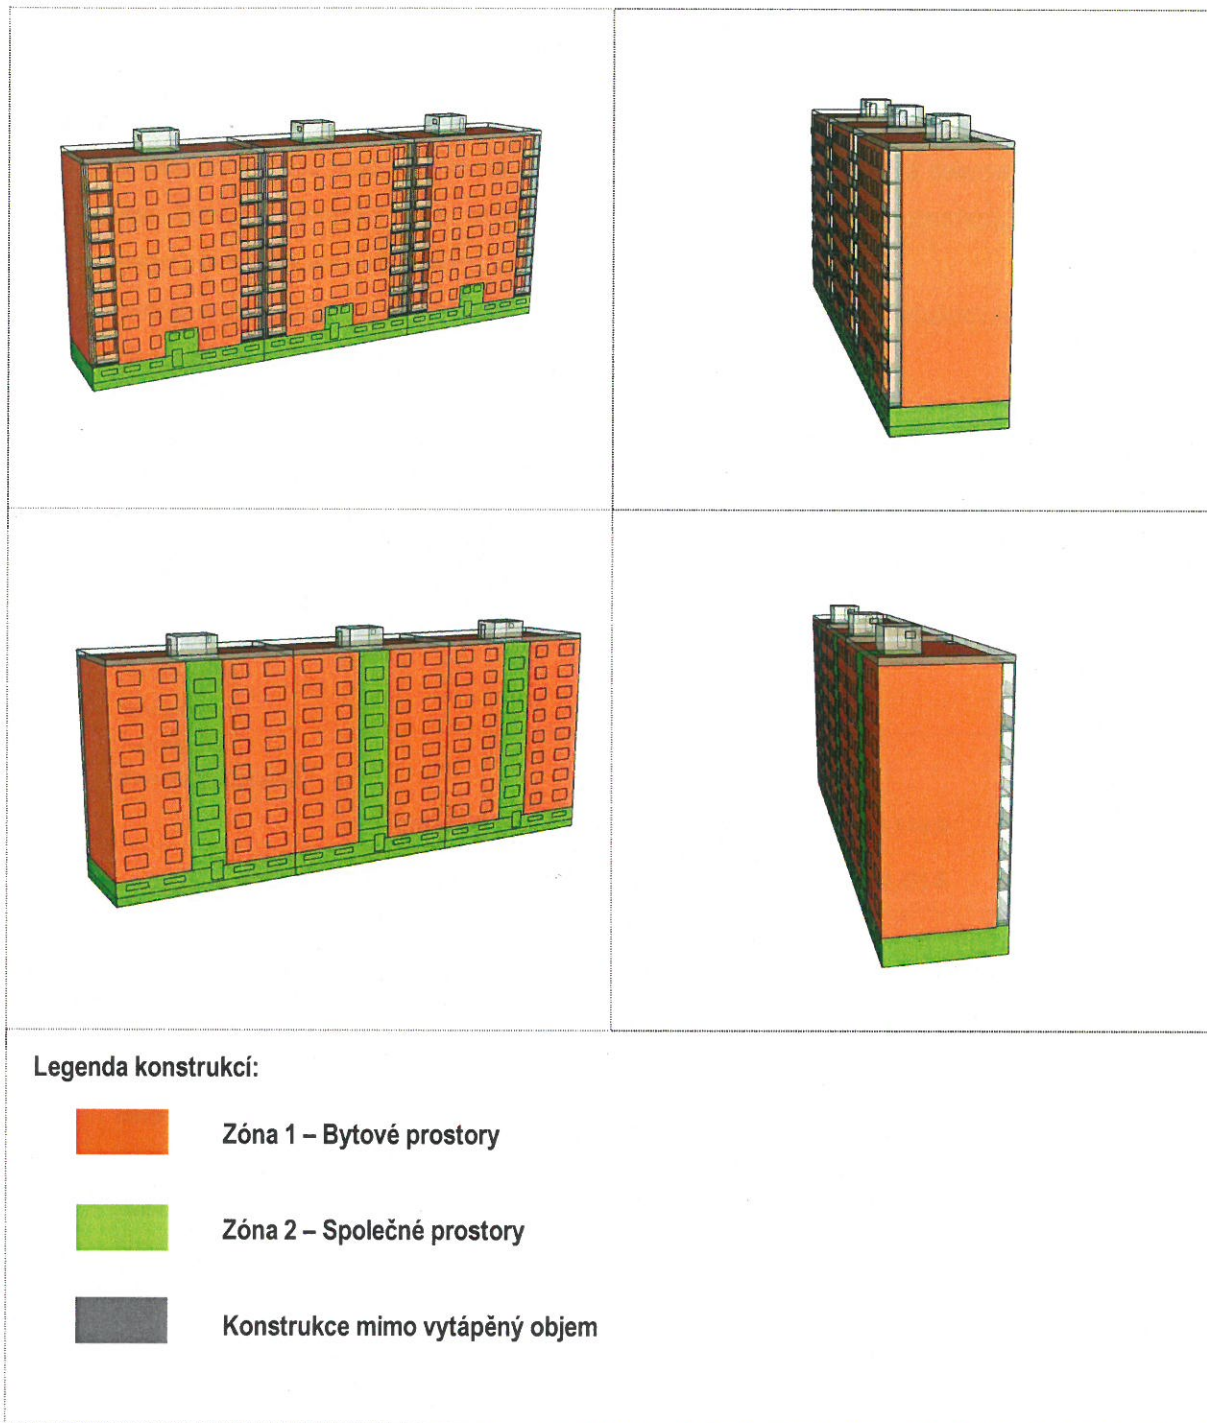 Legenda konstrukcí:
Zóna 1 – Bytové prostory
Zóna 2 – Společné prostory
Konstrukce mimo vytápěný objem